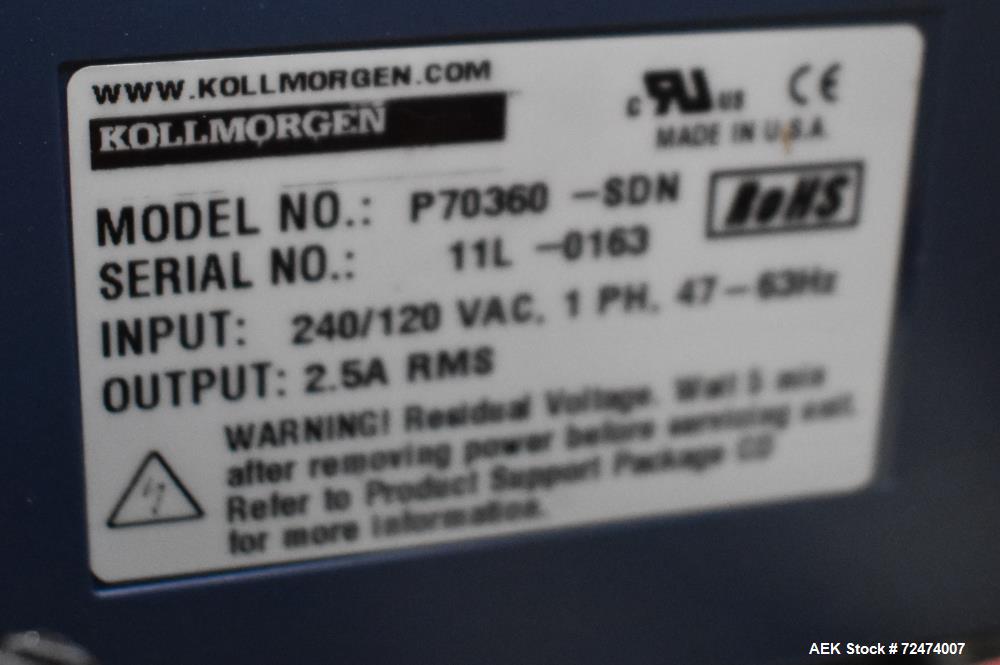 WWW.KOLLMORGEN.COM
KOLLMORGEN
c RU US CE
MADE IN U.S.A.
MODEL NO.: P70360 -SDN
RoHS
SERIAL NO.: 11L -0163
INPUT: 240/120 VAC, 1 PH, 47-63Hz
OUTPUT: 2.5A RMS
WARNING! Residual Voltage. Wait 5 min
after removing power before servicing unit.
Refer to Product Support Package CD
for more information.
AEK Stock # 72474007